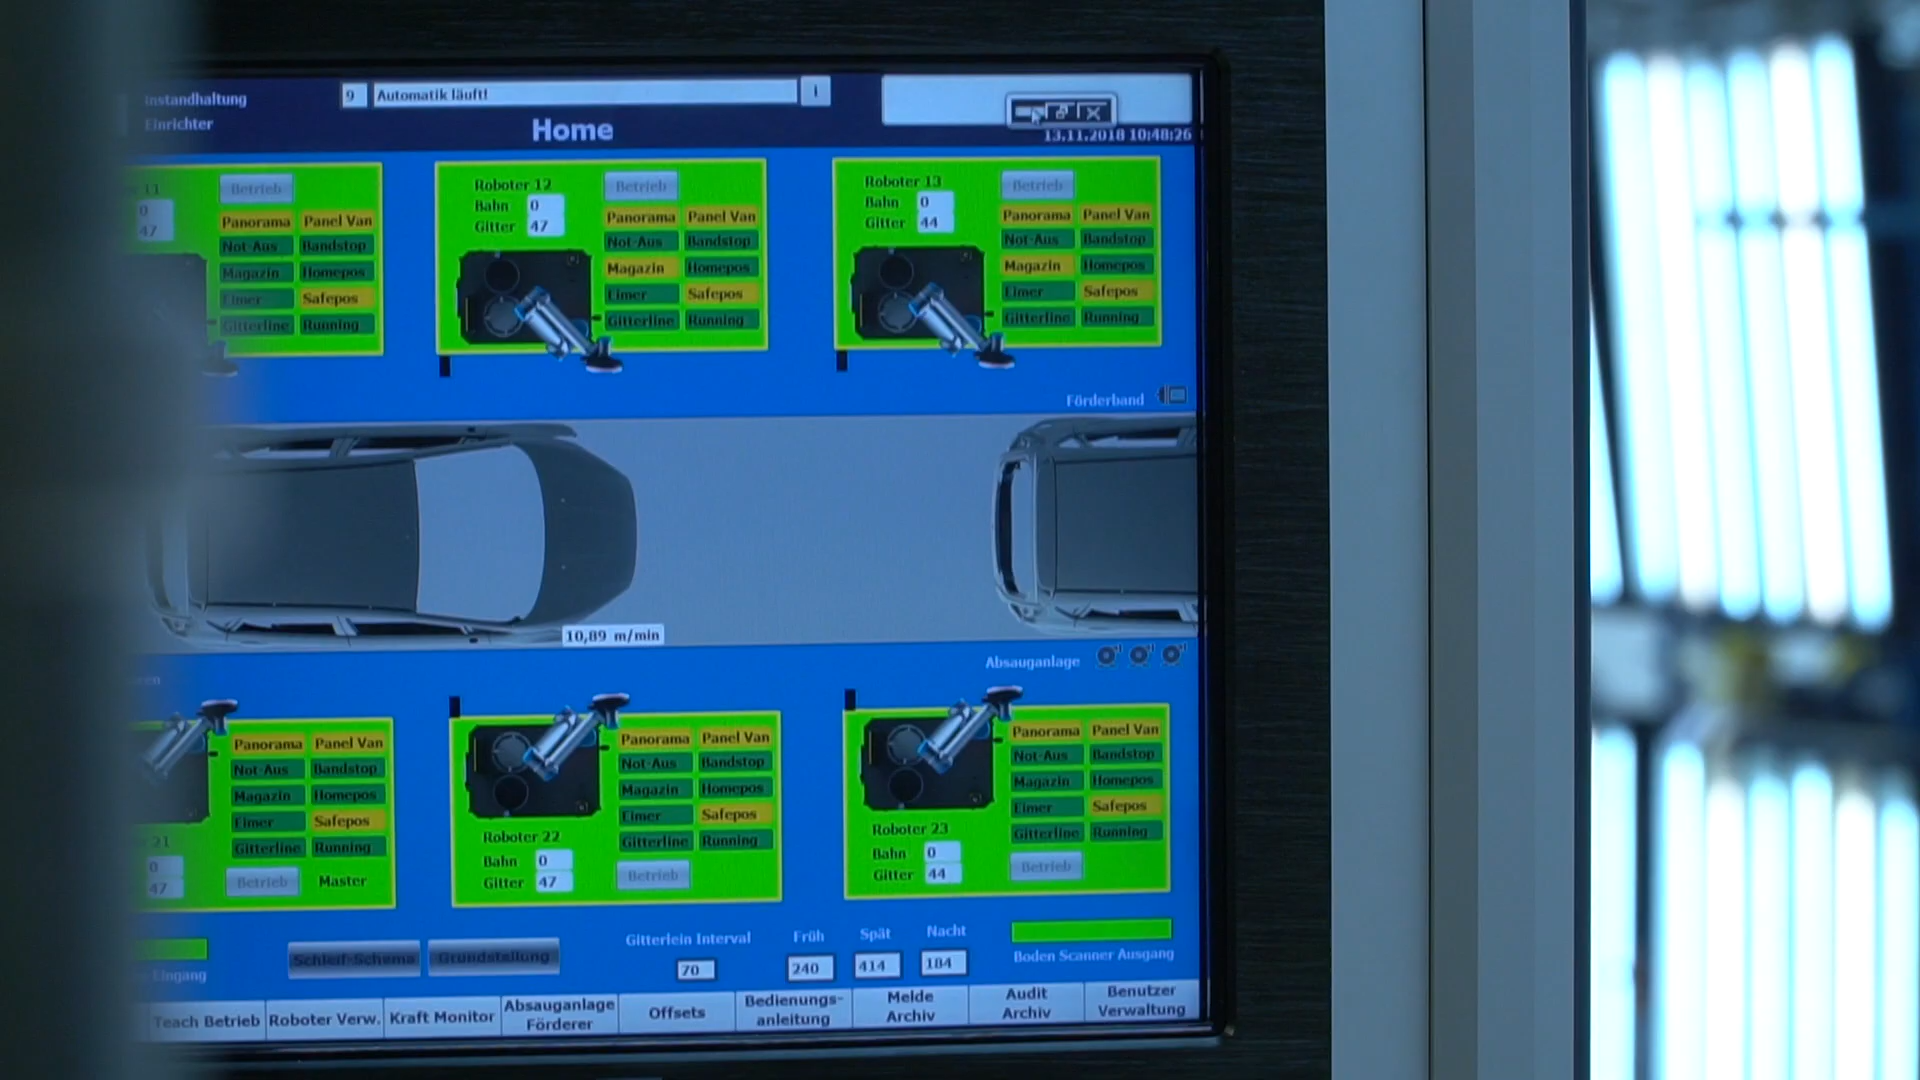 Instandhaltung
Einrichter
9 Automatik läuft! i
Home
13.11.2018 10:48:26
11 Betrieb
0
47
Panorama Panel Van
Not-Aus Bandstop
Magazin Homepos
Eimer Safepos
Gitterline Running
Roboter 12 Betrieb
Bahn 0
Gitter 47
Panorama Panel Van
Not-Aus Bandstop
Magazin Homepos
Eimer Safepos
Gitterline Running
Roboter 13 Betrieb
Bahn 0
Gitter 44
Panorama Panel Van
Not-Aus Bandstop
Magazin Homepos
Eimer Safepos
Gitterline Running
Förderband
10,89 m/min
Absauganlage
Panorama Panel Van
Not-Aus Bandstop
Magazin Homepos
Eimer Safepos
Gitterline Running
21
0
47
Betrieb Master
Panorama Panel Van
Not-Aus Bandstop
Magazin Homepos
Eimer Safepos
Gitterline Running
Roboter 22
Bahn 0
Gitter 47
Betrieb
Panorama Panel Van
Not-Aus Bandstop
Magazin Homepos
Eimer Safepos
Gitterline Running
Roboter 23
Bahn 0
Gitter 44
Betrieb
Schleif-Schema Grundstellung
Gitterlein Interval Früh Spät Nacht
70 240 414 184
Eingang
Boden Scanner Ausgang
Teach Betrieb
Roboter Verw.
Kraft Monitor
Absauganlage
Förderer
Offsets
Bedienungs-
anleitung
Melde
Archiv
Audit
Archiv
Benutzer
Verwaltung